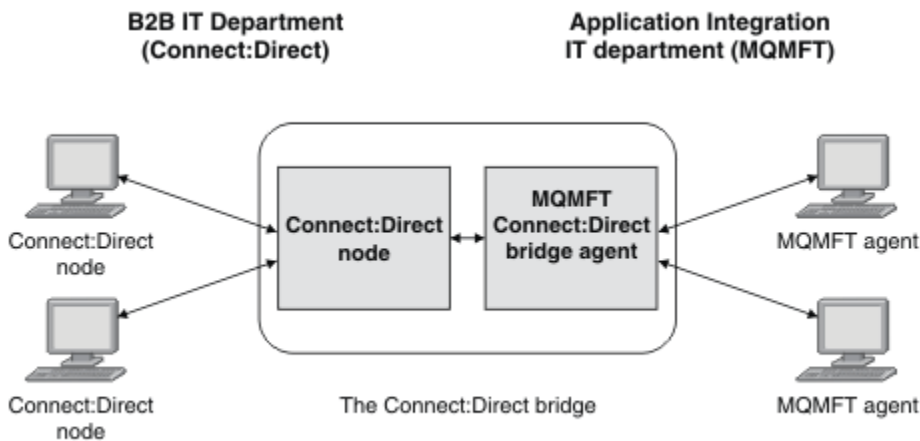 B2B IT Department
(Connect:Direct)
Application Integration
IT department (MQMFT)
Connect:Direct
node
Connect:Direct
node
MQMFT
Connect:Direct
bridge agent
MQMFT agent
Connect:Direct
node
The Connect:Direct bridge
MQMFT agent